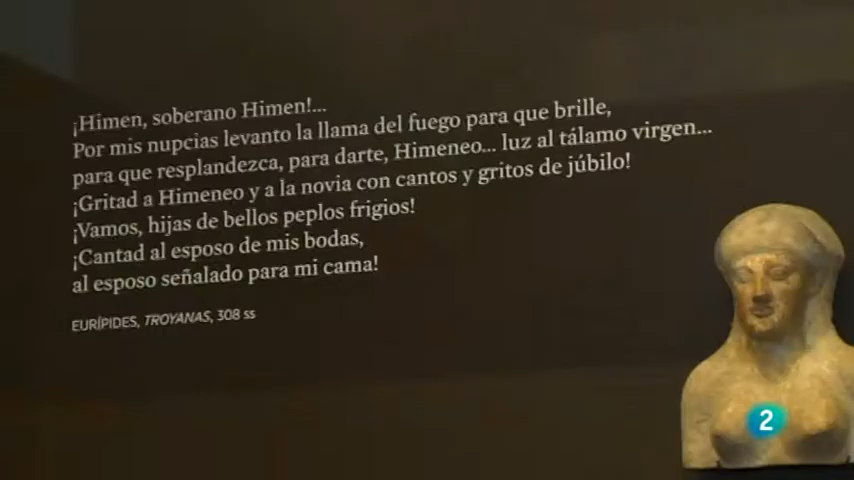 ¡Himen, soberano Himen!...
Por mis nupcias levanto la llama del fuego para que brille,
para que resplandezca, para darte, Himeneo... luz al tálamo virgen...
¡Gritad a Himeneo y a la novia con cantos y gritos de júbilo!
¡Vamos, hijas de bellos peplos frigios!
¡Cantad al esposo de mis bodas,
al esposo señalado para mi cama!
EURÍPIDES, TROYANAS, 308 ss
2